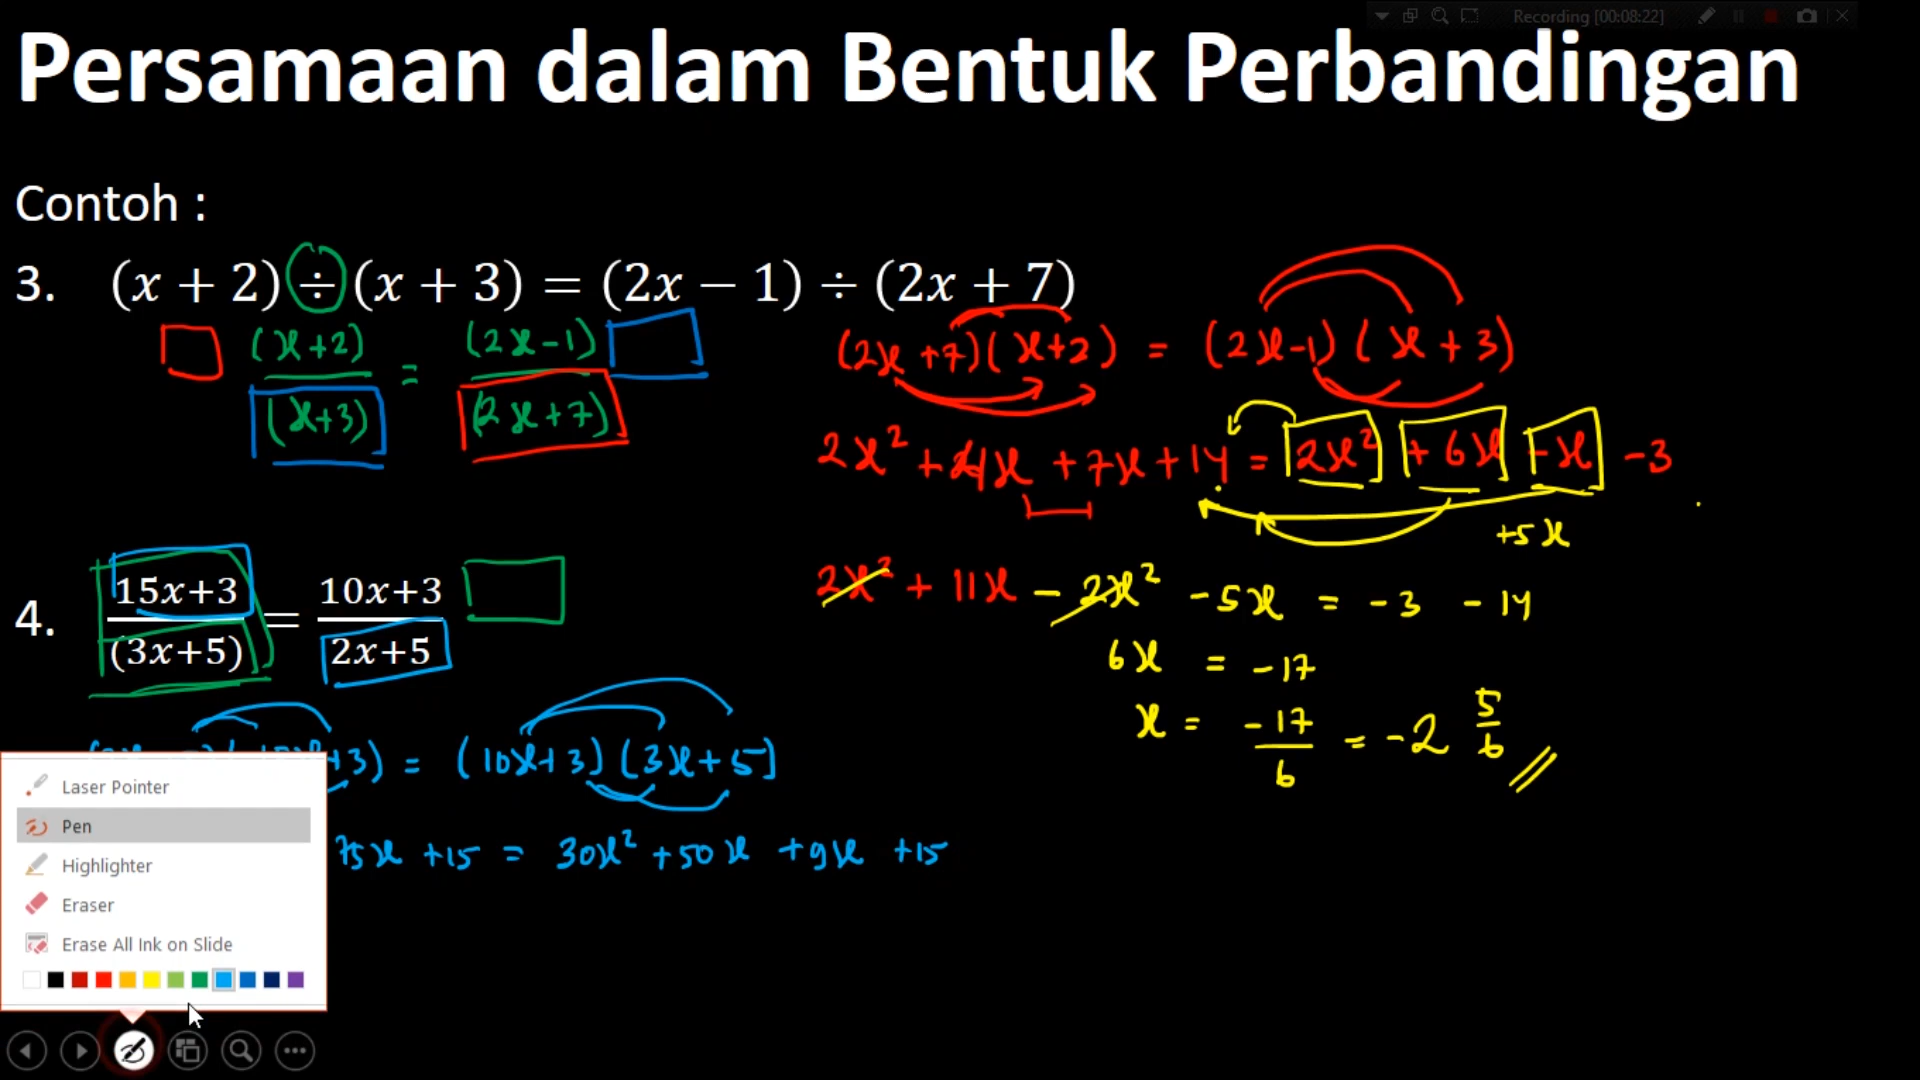 Recording [00:08:22]
Persamaan dalam Bentuk Perbandingan
Contoh :
3. (x + 2) ÷ (x + 3) = (2x − 1) ÷ (2x + 7)
(x+2)/(x+3) = (2x-1)/(2x+7)
(2x+7)(x+2) = (2x-1)(x+3)
2x² + 4x + 7x + 14 = 2x² + 6x - x - 3
+5x
2x² + 11x - 2x² - 5x = -3 - 14
6x = -17
x = -17/6 = -2 5/6
4. 15x+3/(3x+5) = 10x+3/2x+5
+3) = (10x+3)(3x+5)
75x + 15 = 30x² + 50x + 9x + 15
Laser Pointer
Pen
Highlighter
Eraser
Erase All Ink on Slide